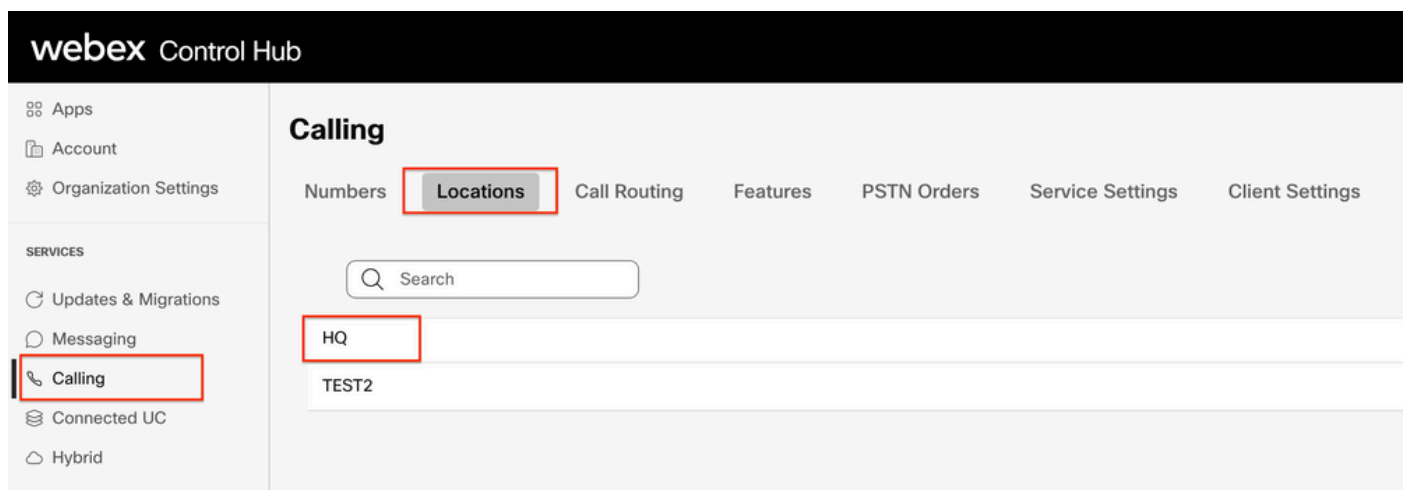 webex Control Hub
Apps
Account
Organization Settings
SERVICES
Updates & Migrations
Messaging
Calling
Connected UC
Hybrid
Calling
Numbers Locations Call Routing Features PSTN Orders Service Settings Client Settings
Search
HQ
TEST2